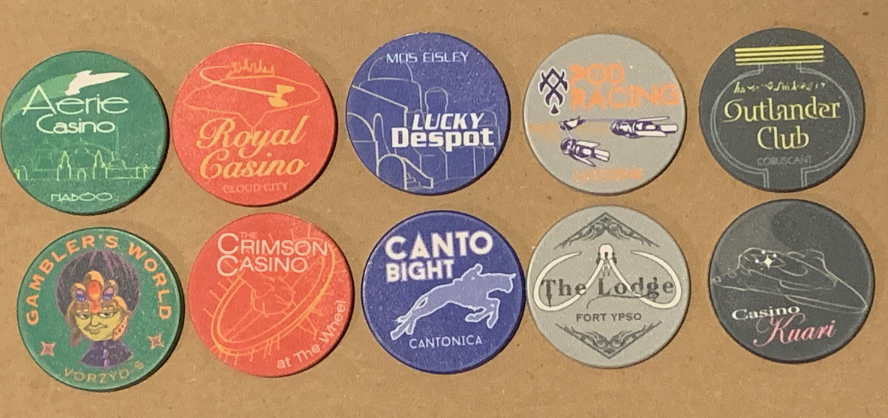 Aerie
Casino
NABOO
Royal
Casino
CLOUD CITY
MOS EISLEY
LUCKY
Despot
POD
RACING
Outlander
Club
CORUSCANT
GAMBLER'S WORLD
VORZYD 5
THE
CRIMSON
CASINO
at The Wheel
CANTO
BIGHT
CANTONICA
The Lodge
FORT YPSO
Casino
Kuari